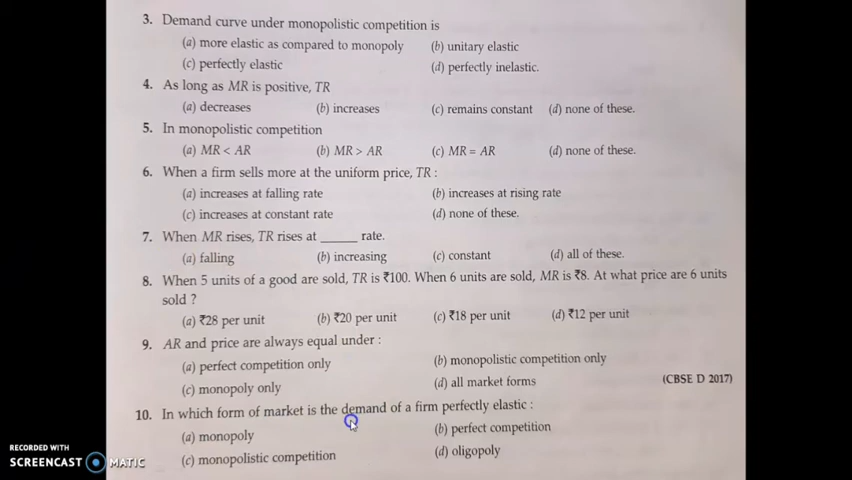 3. Demand curve under monopolistic competition is
(a) more elastic as compared to monopoly (b) unitary elastic
(c) perfectly elastic (d) perfectly inelastic.
4. As long as MR is positive, TR
(a) decreases (b) increases (c) remains constant (d) none of these.
5. In monopolistic competition
(a) MR < AR (b) MR > AR (c) MR = AR (d) none of these.
6. When a firm sells more at the uniform price, TR :
(a) increases at falling rate (b) increases at rising rate
(c) increases at constant rate (d) none of these.
7. When MR rises, TR rises at _____ rate.
(a) falling (b) increasing (c) constant (d) all of these.
8. When 5 units of a good are sold, TR is ₹100. When 6 units are sold, MR is ₹8. At what price are 6 units
sold ?
(a) ₹28 per unit (b) ₹20 per unit (c) ₹18 per unit (d) ₹12 per unit
9. AR and price are always equal under :
(a) perfect competition only (b) monopolistic competition only
(c) monopoly only (d) all market forms (CBSE D 2017)
10. In which form of market is the demand of a firm perfectly elastic :
(a) monopoly (b) perfect competition
(c) monopolistic competition (d) oligopoly
RECORDED WITH
SCREENCAST MATIC